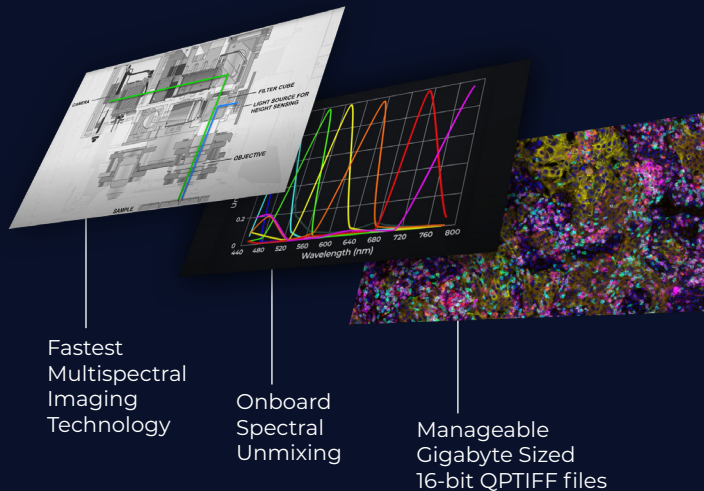 CAMERA
FILTER CUBE
LIGHT SOURCE FOR
HEIGHT SENSING
OBJECTIVE
SAMPLE
0.2
0
440 480 520 560 600 640 680 720 760 800
Wavelength (nm)
Fastest
Multispectral
Imaging
Technology
Onboard
Spectral
Unmixing
Manageable
Gigabyte Sized
16-bit QPTIFF files